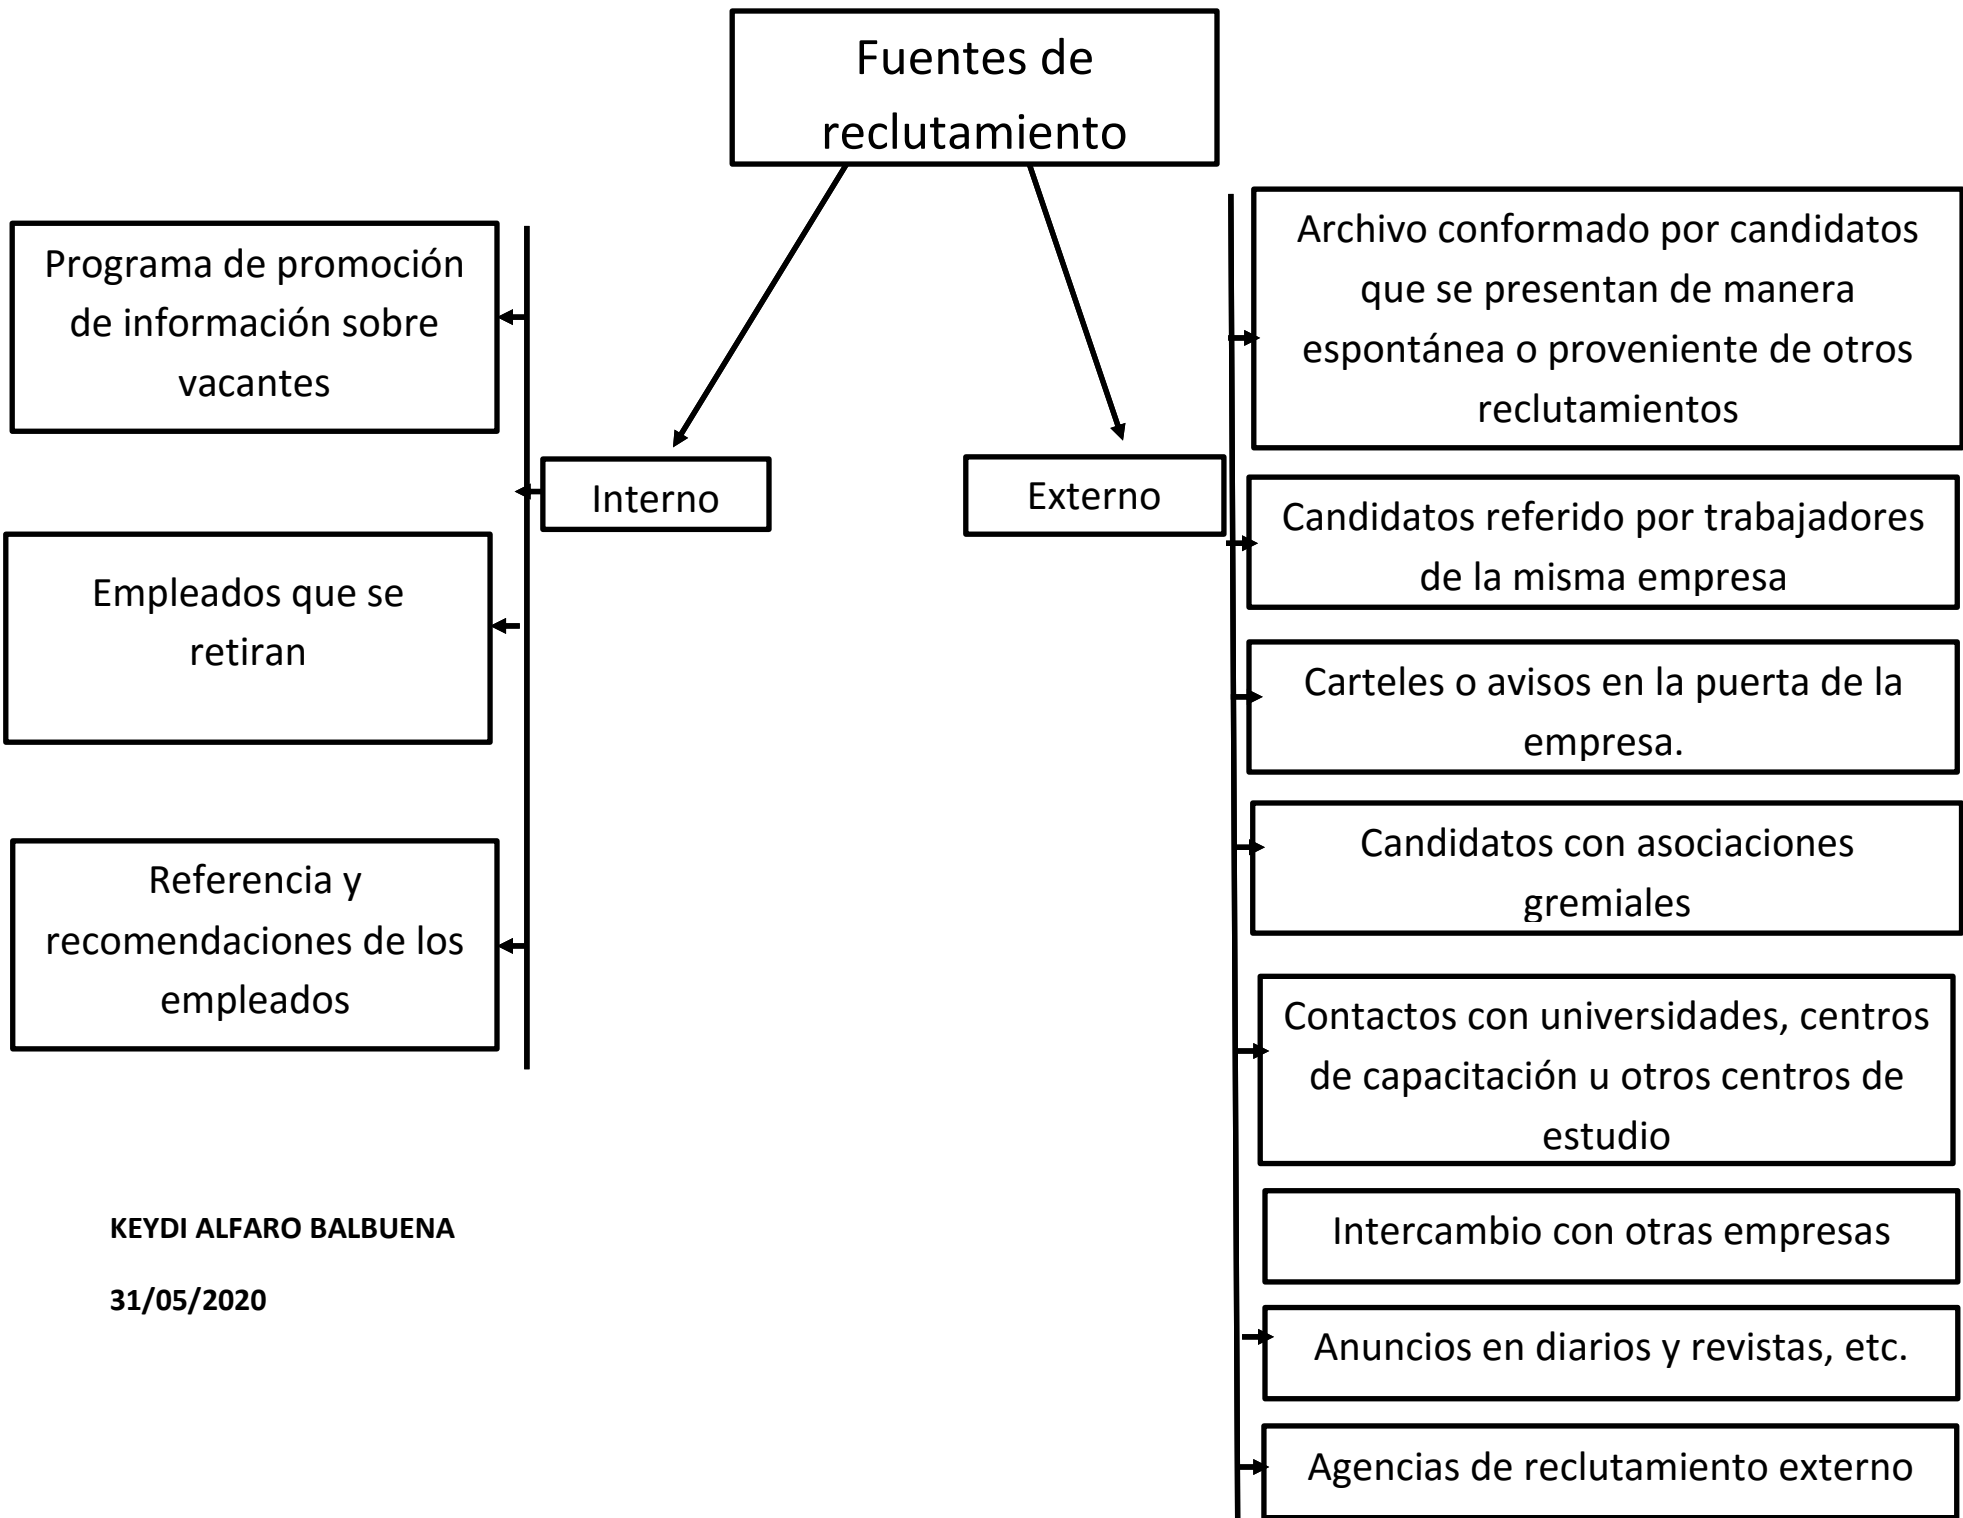 Fuentes de
reclutamiento
Programa de promoción
de información sobre
vacantes
Interno
Empleados que se
retiran
Referencia y
recomendaciones de los
empleados
Externo
Archivo conformado por candidatos
que se presentan de manera
espontánea o proveniente de otros
reclutamientos
Candidatos referido por trabajadores
de la misma empresa
Carteles o avisos en la puerta de la
empresa.
Candidatos con asociaciones
gremiales
Contactos con universidades, centros
de capacitación u otros centros de
estudio
Intercambio con otras empresas
Anuncios en diarios y revistas, etc.
Agencias de reclutamiento externo
KEYDI ALFARO BALBUENA
31/05/2020